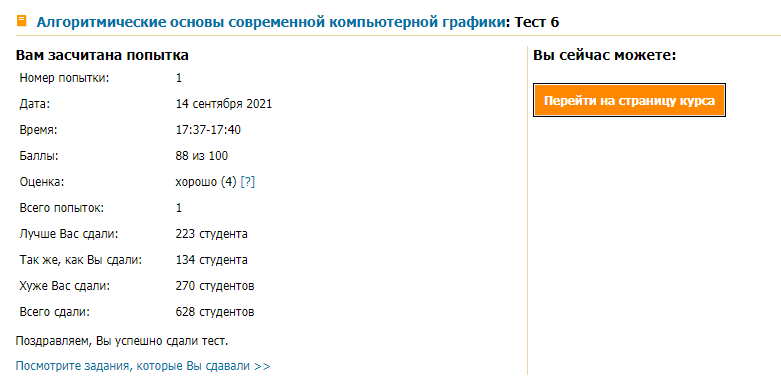 Алгоритмические основы современной компьютерной графики: Тест 6
Вам засчитана попытка
Номер попытки: 1
Дата: 14 сентября 2021
Время: 17:37-17:40
Баллы: 88 из 100
Оценка: хорошо (4) [?]
Всего попыток: 1
Лучше Вас сдали: 223 студента
Так же, как Вы сдали: 134 студента
Хуже Вас сдали: 270 студентов
Всего сдали: 628 студентов
Поздравляем, Вы успешно сдали тест.
Посмотрите задания, которые Вы сдавали >>
Вы сейчас можете:
Перейти на страницу курса